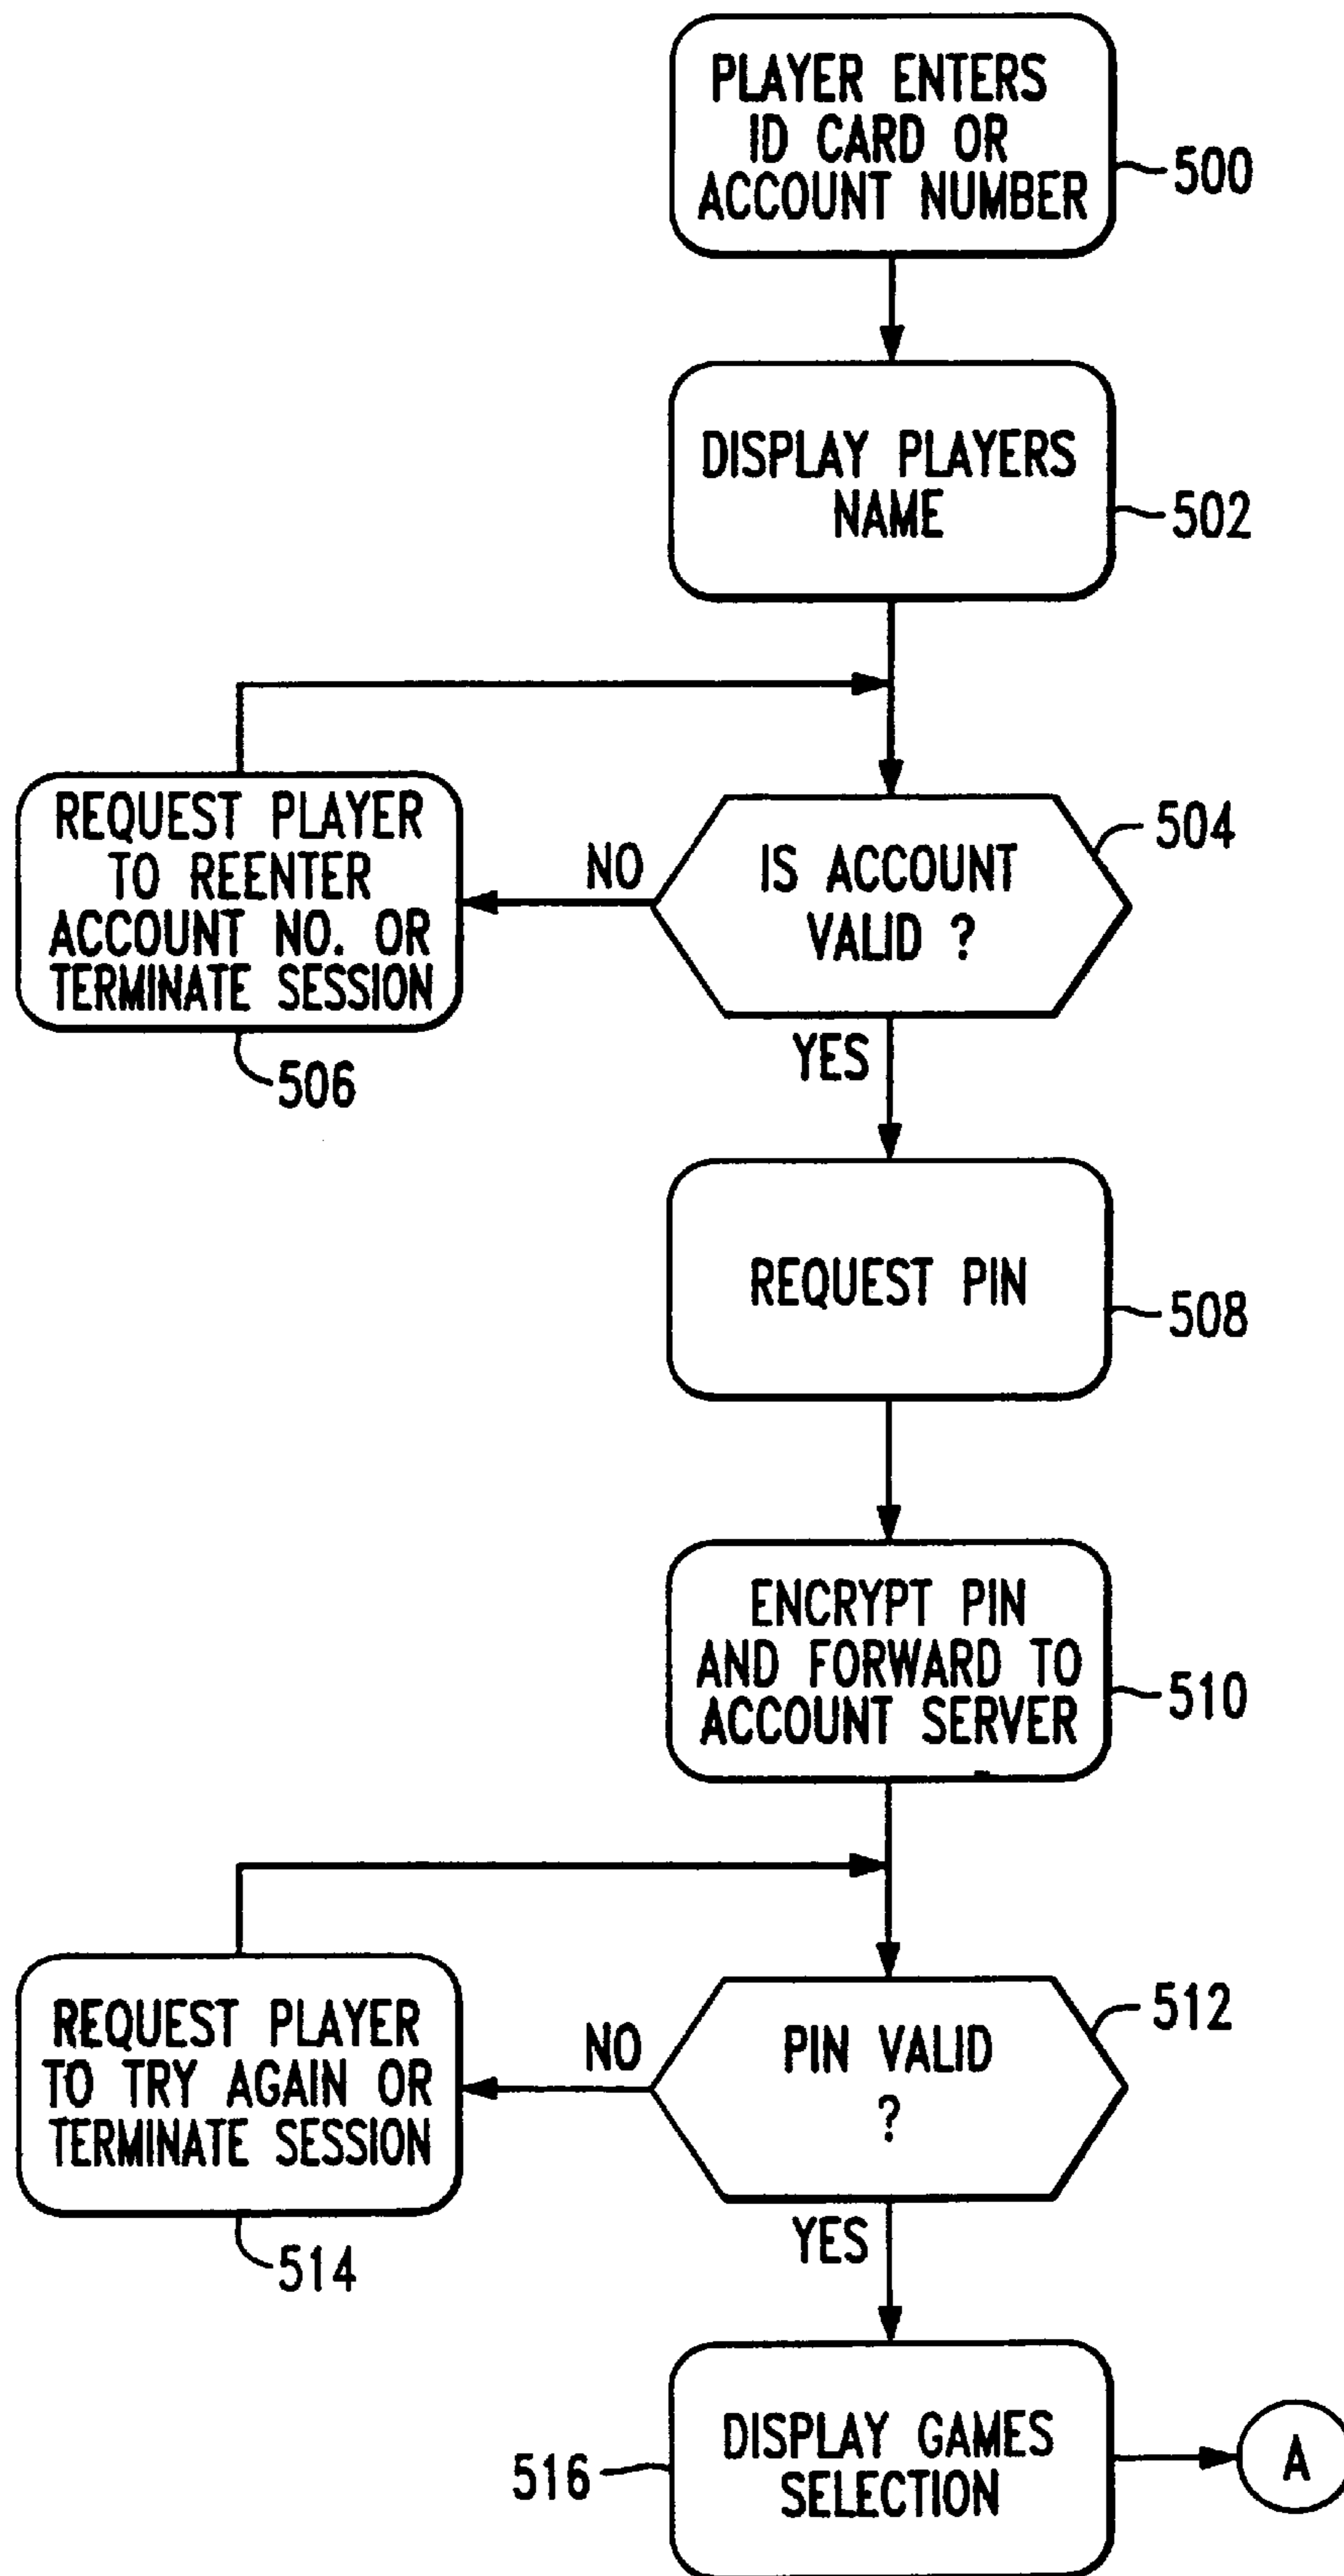 PLAYER ENTERS
ID CARD OR
ACCOUNT NUMBER
500
DISPLAY PLAYERS
NAME
502
REQUEST PLAYER
TO REENTER
ACCOUNT NO. OR
TERMINATE SESSION
506
NO
IS ACCOUNT
VALID ?
504
YES
REQUEST PIN
508
ENCRYPT PIN
AND FORWARD TO
ACCOUNT SERVER
510
REQUEST PLAYER
TO TRY AGAIN OR
TERMINATE SESSION
514
NO
PIN VALID
?
512
YES
516
DISPLAY GAMES
SELECTION
A